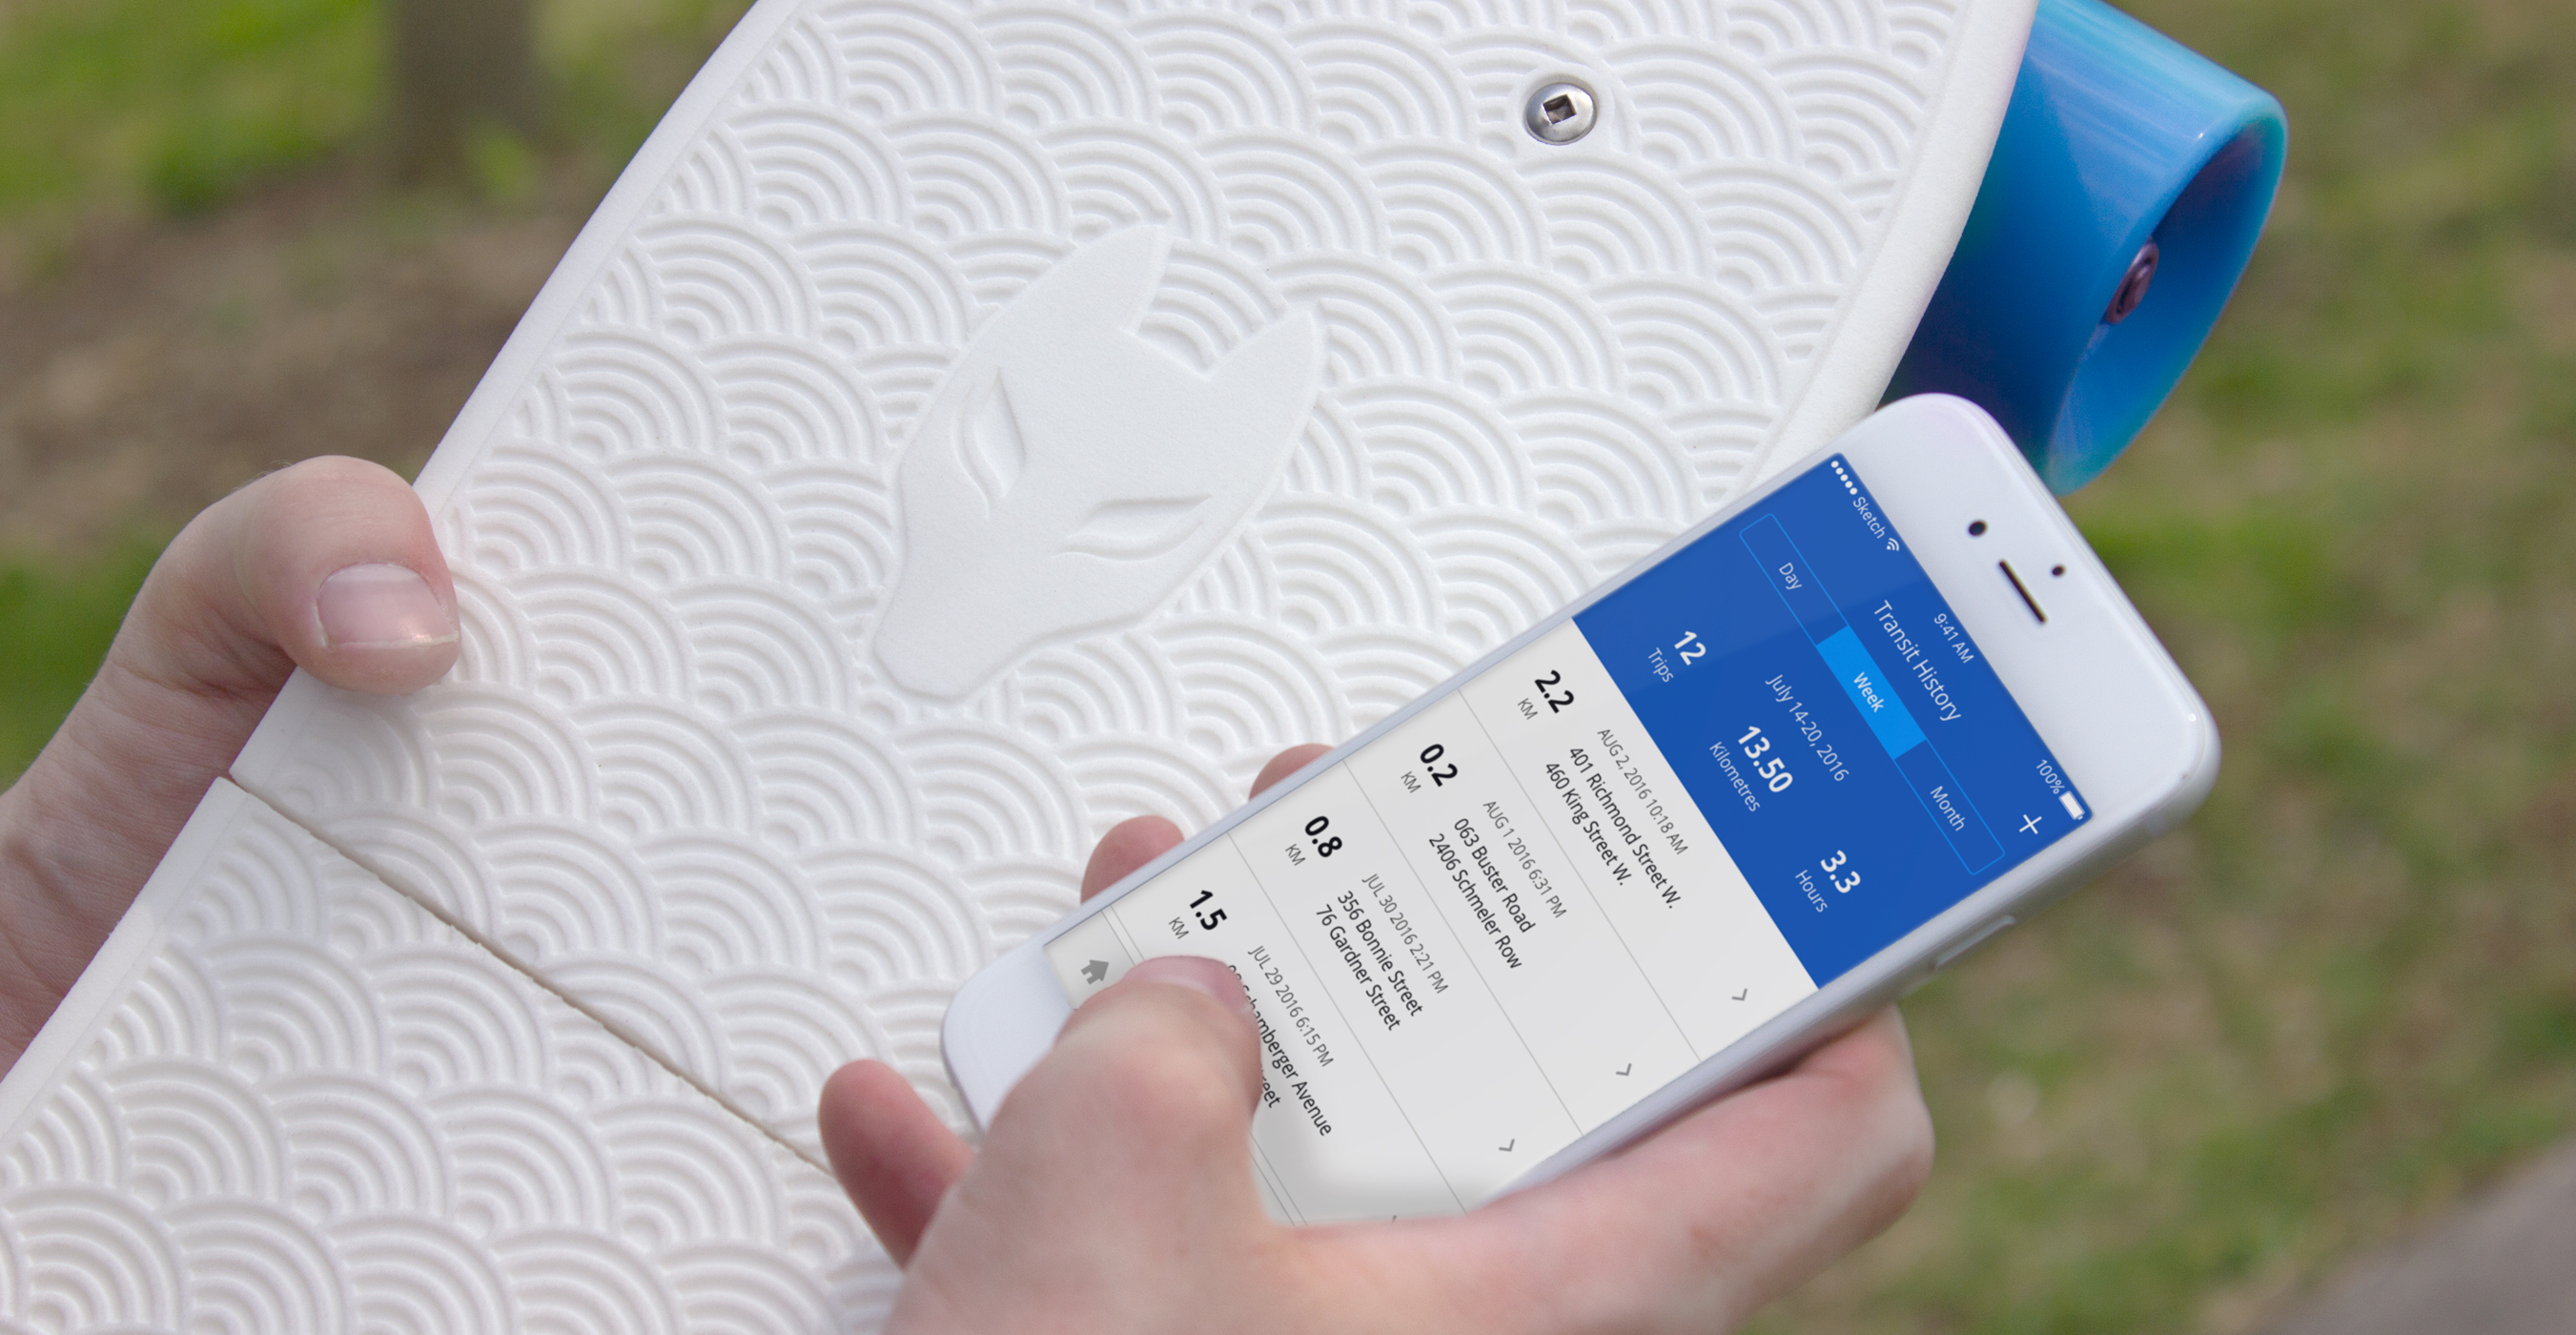 Sketch 9:41 AM 100%
Transit History +
Day Week Month
July 14-20, 2016
12 13.50 3.3
Trips Kilometres Hours
2.2 KM
AUG 2, 2016 10:18 AM
401 Richmond Street W.
460 King Street W.
0.2 KM
AUG 1 2016 6:31 PM
063 Buster Road
2406 Schmeler Row
0.8 KM
JUL 30 2016 2:21 PM
356 Bonnie Street
76 Gardner Street
1.5 KM
JUL 29 2016 6:15 PM
Schamberger Avenue